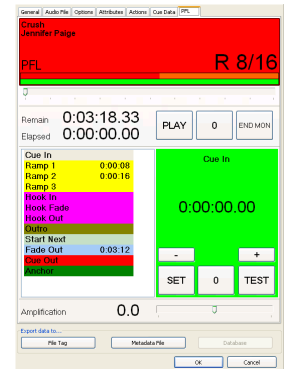 General Audio File Options Attributes Actions Cue Data PFL
Crush
Jennifer Paige
PFL R 8/16
Remain 0:03:18.33
Elapsed 0:00:00.00
PLAY 0 END MON
Cue In
Ramp 1 0:00:08
Ramp 2 0:00:16
Ramp 3
Hook In
Hook Fade
Hook Out
Outro
Start Next
Fade Out 0:03:12
Cue Out
Anchor
Cue In
0:00:00.00
- +
SET 0 TEST
Amplification 0.0
Export data to...
File Tag Metadata File Database
OK Cancel